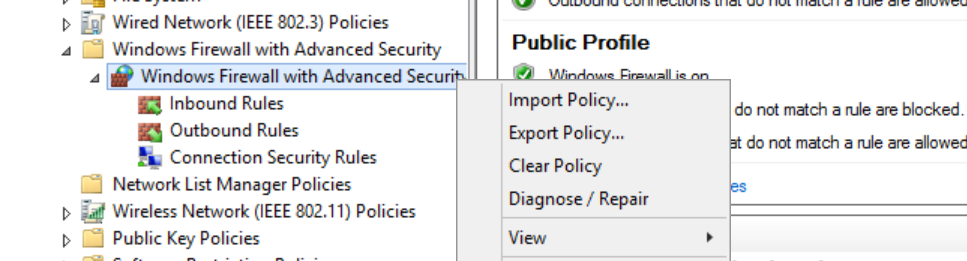 Outbound connections that do not match a rule are allowed
Wired Network (IEEE 802.3) Policies
Windows Firewall with Advanced Security
Public Profile
Windows Firewall with Advanced Securit
Windows Firewall is on
Inbound Rules
Import Policy...
do not match a rule are blocked.
Outbound Rules
Export Policy...
at do not match a rule are allowed
Connection Security Rules
Clear Policy
Network List Manager Policies
Diagnose / Repair
es
Wireless Network (IEEE 802.11) Policies
Public Key Policies
View